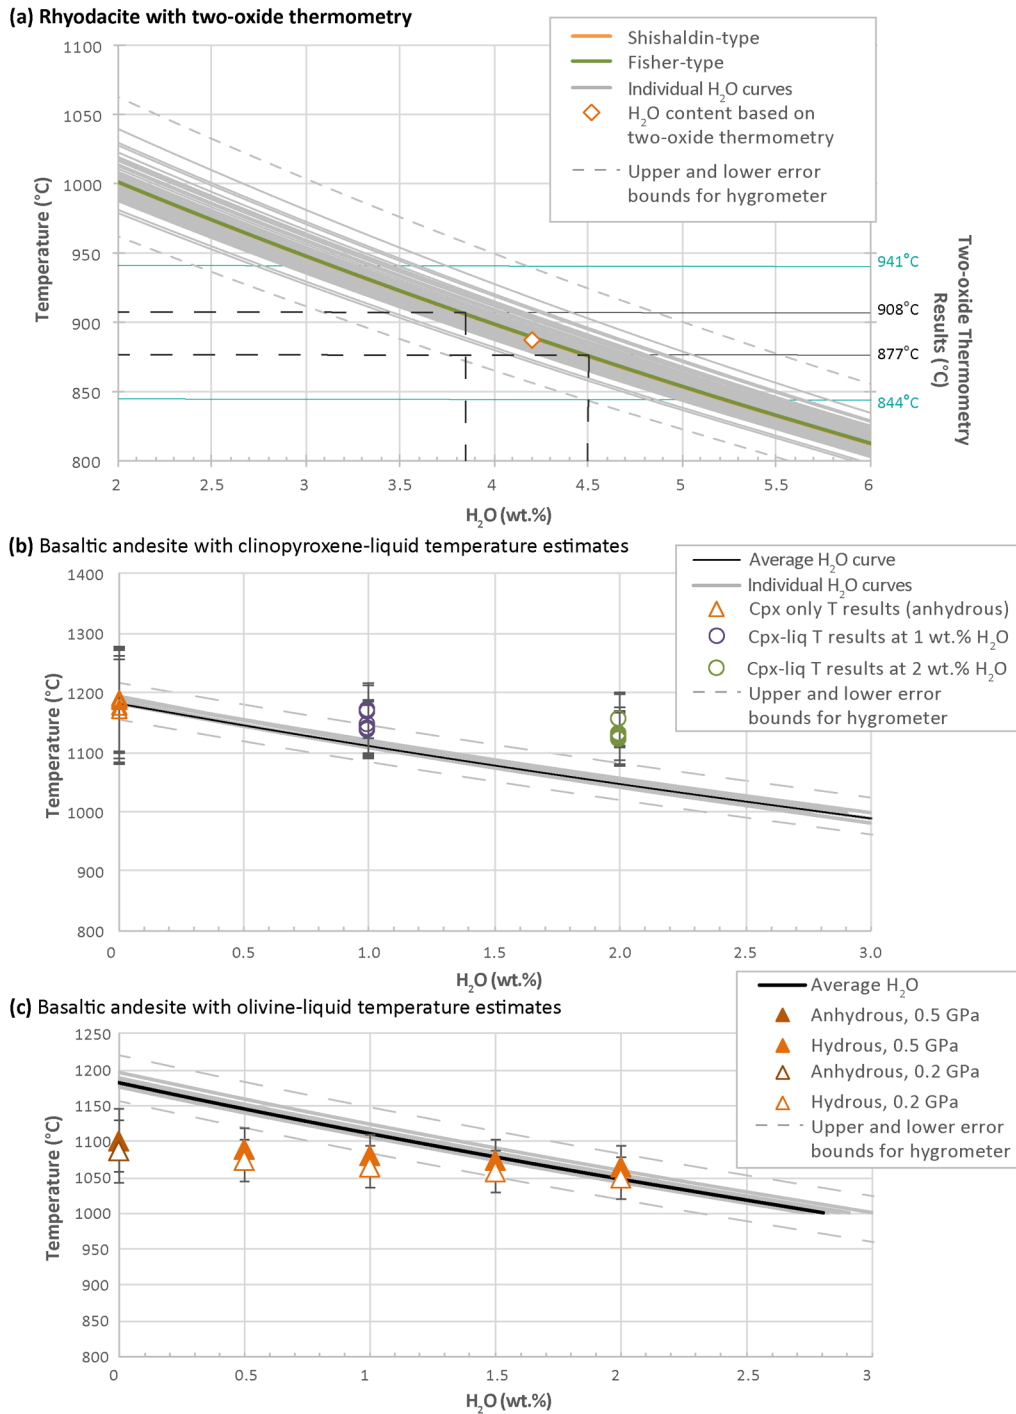 (a) Rhyodacite with two-oxide thermometry
Shishaldin-type
Fisher-type
Individual H₂O curves
H₂O content based on
two-oxide thermometry
Upper and lower error
bounds for hygrometer
1100
1050
1000
950
900
850
800
Temperature (°C)
941°C
908°C
877°C
844°C
Two-oxide Thermometry
Results (°C)
2
2.5
3
3.5
4
4.5
5
5.5
6
H₂O (wt.%)
(b) Basaltic andesite with clinopyroxene-liquid temperature estimates
Average H₂O curve
Individual H₂O curves
Cpx only T results (anhydrous)
Cpx-liq T results at 1 wt.% H₂O
Cpx-liq T results at 2 wt.% H₂O
Upper and lower error
bounds for hygrometer
1400
1300
1200
1100
1000
900
800
Temperature (°C)
0
0.5
1.0
1.5
2.0
2.5
3.0
H₂O (wt.%)
(c) Basaltic andesite with olivine-liquid temperature estimates
Average H₂O
Anhydrous, 0.5 GPa
Hydrous, 0.5 GPa
Anhydrous, 0.2 GPa
Hydrous, 0.2 GPa
Upper and lower error
bounds for hygrometer
1250
1200
1150
1100
1050
1000
950
900
850
800
Temperature (°C)
0
0.5
1
1.5
2
2.5
3
H₂O (wt.%)